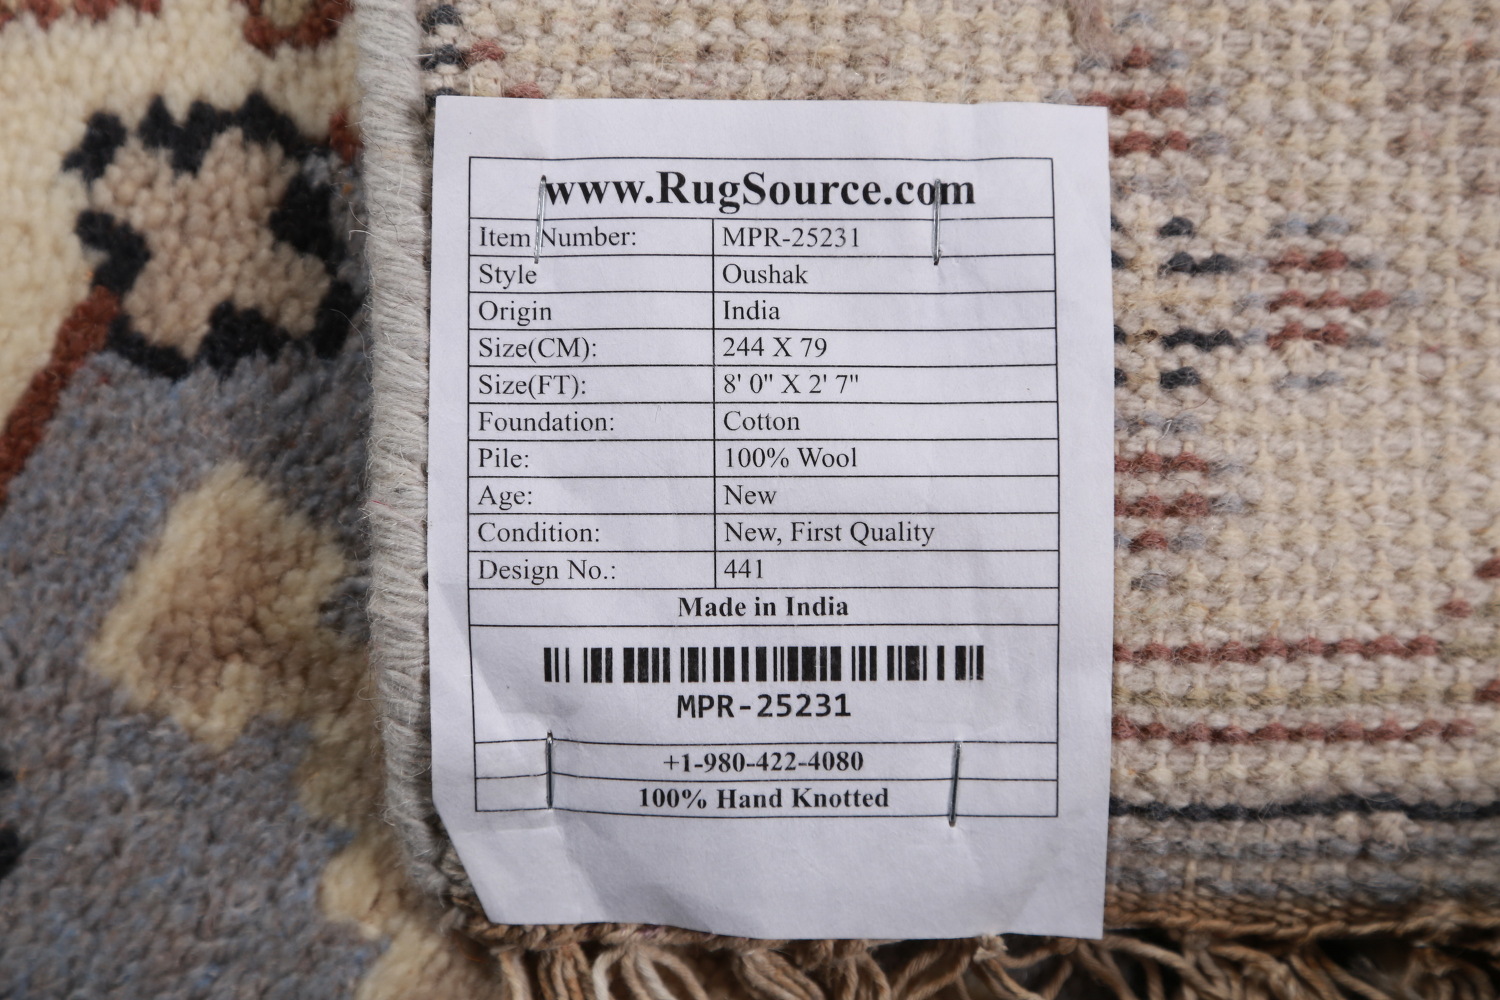 www.RugSource.com
Item Number: MPR-25231
Style Oushak
Origin India
Size(CM): 244 X 79
Size(FT): 8' 0" X 2' 7"
Foundation: Cotton
Pile: 100% Wool
Age: New
Condition: New, First Quality
Design No.: 441
Made in India
MPR-25231
+1-980-422-4080
100% Hand Knotted